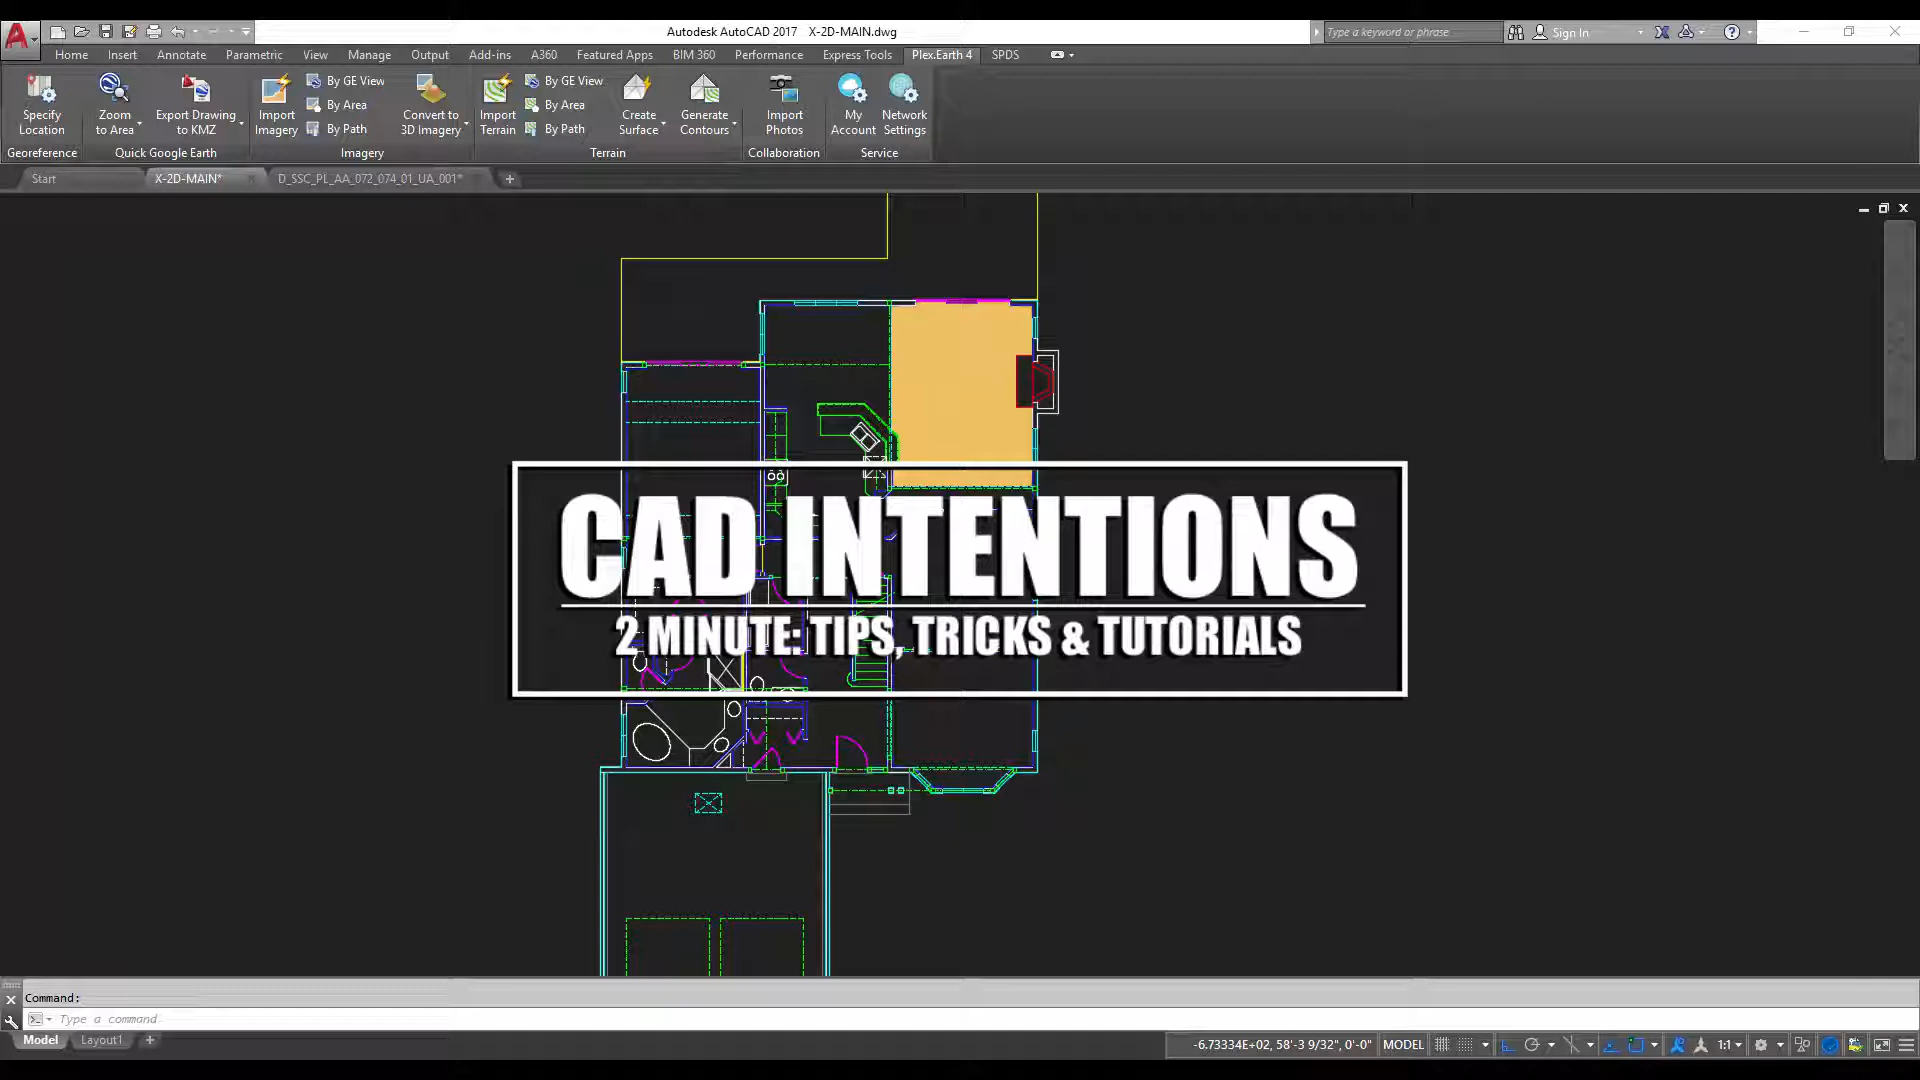 Autodesk AutoCAD 2017 X-2D-MAIN.dwg
Type a keyword or phrase
Sign In
Home Insert Annotate Parametric View Manage Output Add-ins A360 Featured Apps BIM 360 Performance Express Tools Plex.Earth 4 SPDS
Specify Location
Zoom to Area
Export Drawing to KMZ
Import Imagery
By GE View
By Area
By Path
Convert to 3D Imagery
Import Terrain
By GE View
By Area
By Path
Create Surface
Generate Contours
Import Photos
My Account
Network Settings
Georeference Quick Google Earth Imagery Terrain Collaboration Service
Start X-2D-MAIN* D_SSC_PL_AA_072_074_01_UA_001*
CAD INTENTIONS
2 MINUTE: TIPS, TRICKS & TUTORIALS
Command:
Type a command
Model Layout1
-6.73334E+02, 58'-3 9/32", 0'-0" MODEL 1:1